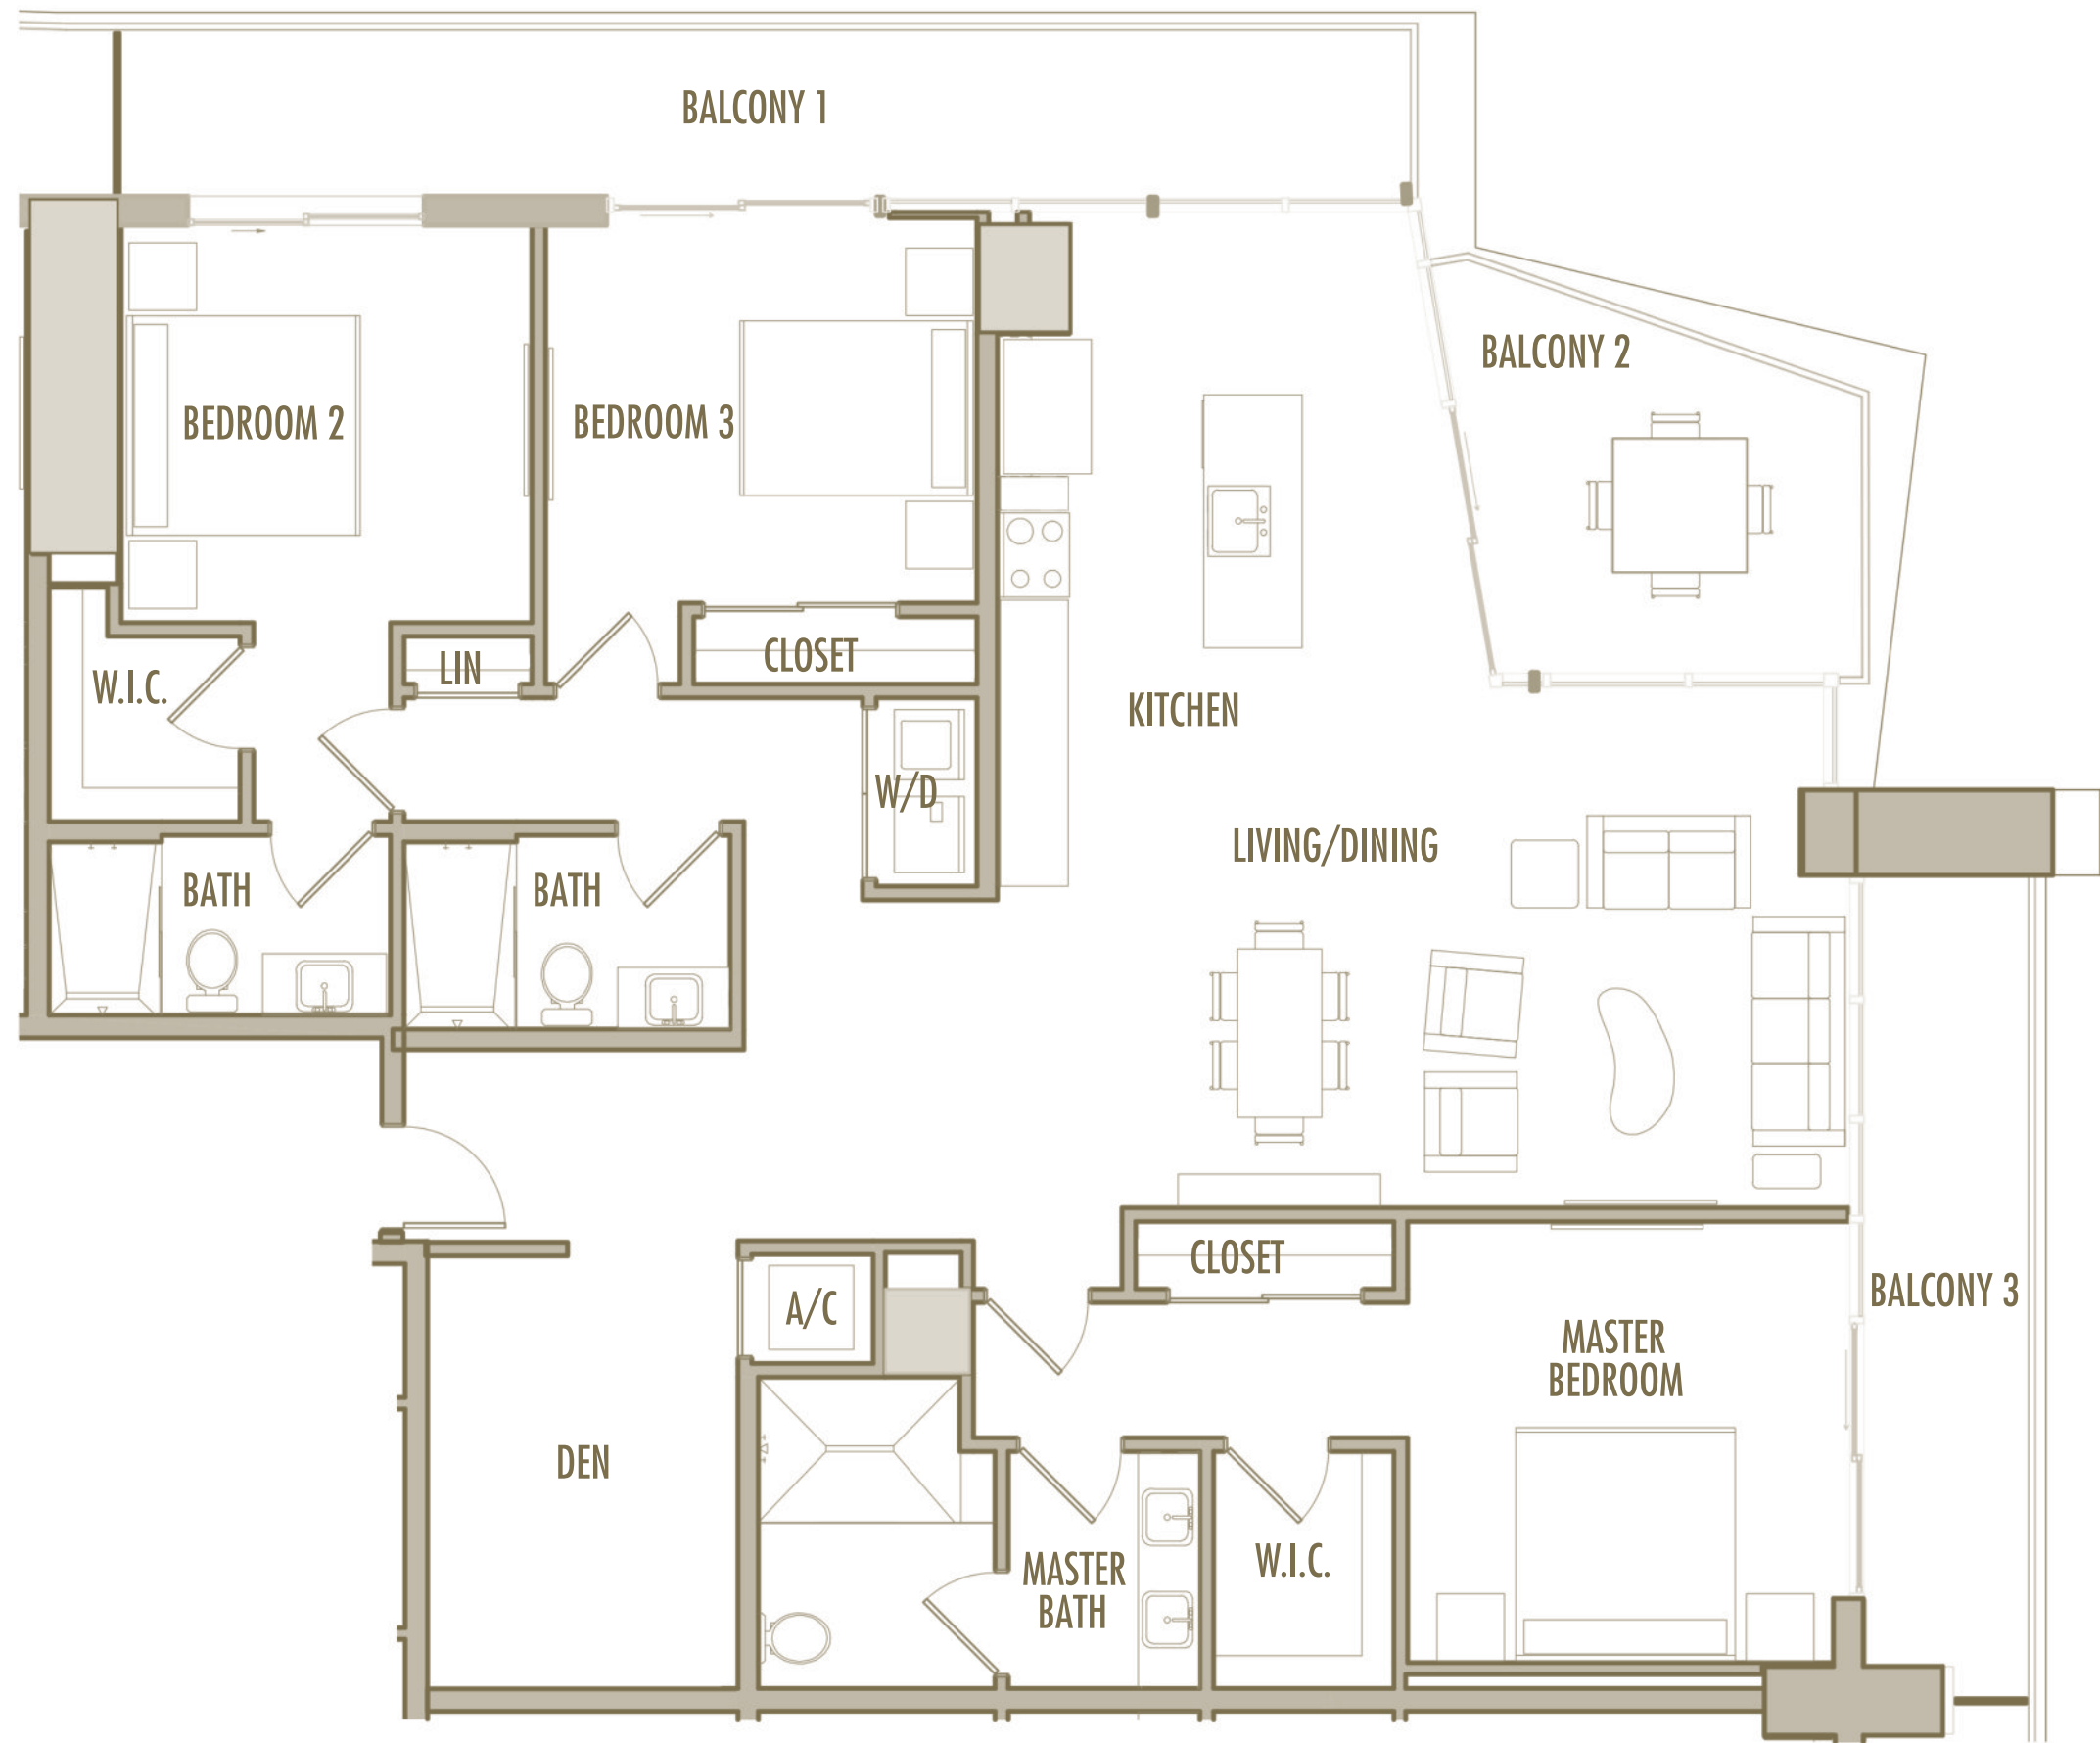 BALCONY 1
BALCONY 2
BEDROOM 2
BEDROOM 3
CLOSET
LIN
W.I.C.
KITCHEN
W/D
LIVING/DINING
BATH
BATH
CLOSET
BALCONY 3
A/C
MASTER
BEDROOM
DEN
W.I.C.
MASTER
BATH